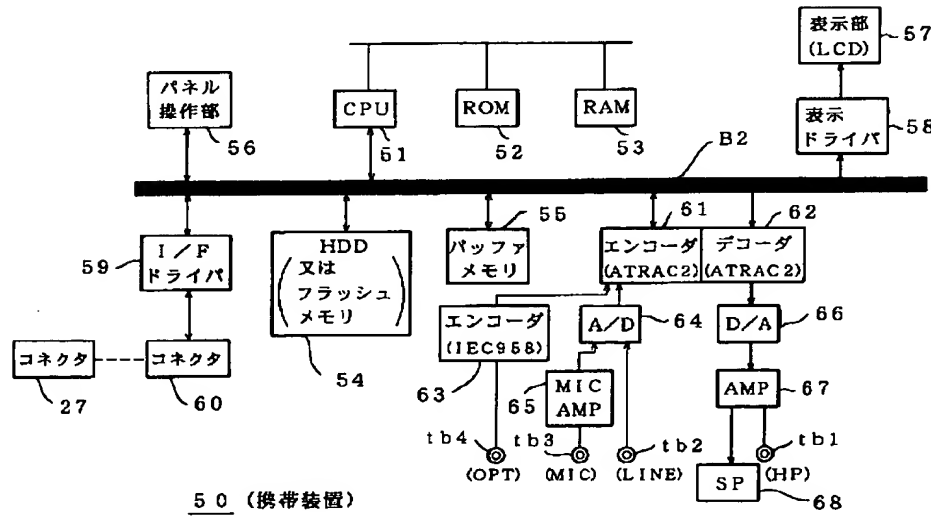 表示部
(LCD)
57
パネル
操作部
56
CPU
51
ROM
52
RAM
53
表示
ドライバ
58
B2
I/F
ドライバ
59
HDD
又は
フラッシュ
メモリ
54
バッファ
メモリ
55
エンコーダ
(ATRAC2)
61
デコーダ
(ATRAC2)
62
コネクタ
27
コネクタ
60
エンコーダ
(IEC958)
63
A/D
64
D/A
66
MIC
AMP
65
AMP
67
tb4
(OPT)
tb3
(MIC)
tb2
(LINE)
tb1
(HP)
SP
68
50 (携帯装置)